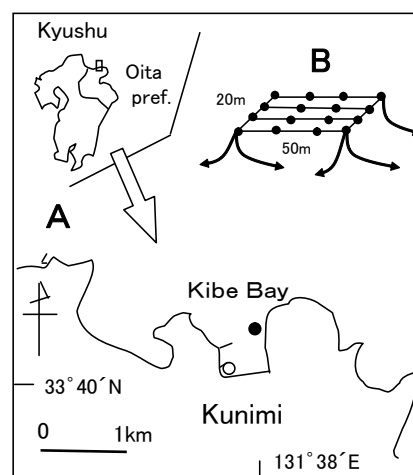 Kyushu
Oita
pref.
B
20m
50m
A
Kibe Bay
33°40´N
Kunimi
0 1km
131°38´E